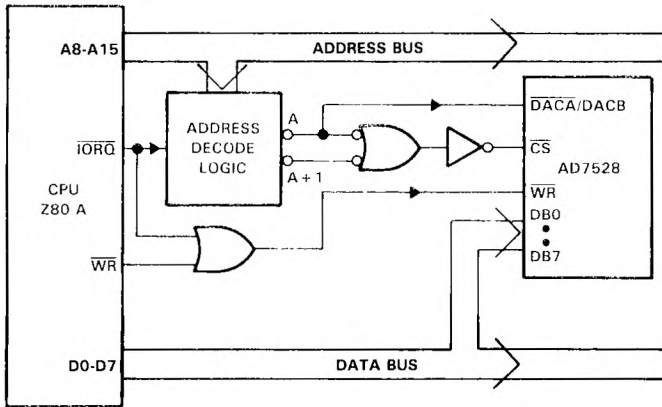 A8-A15
ADDRESS BUS
A
ADDRESS
DECODE
LOGIC
A + 1
IORQ
CPU
Z80 A
WR
DACA/DACB
CS
AD7528
WR
DB0
DB7
D0-D7
DATA BUS